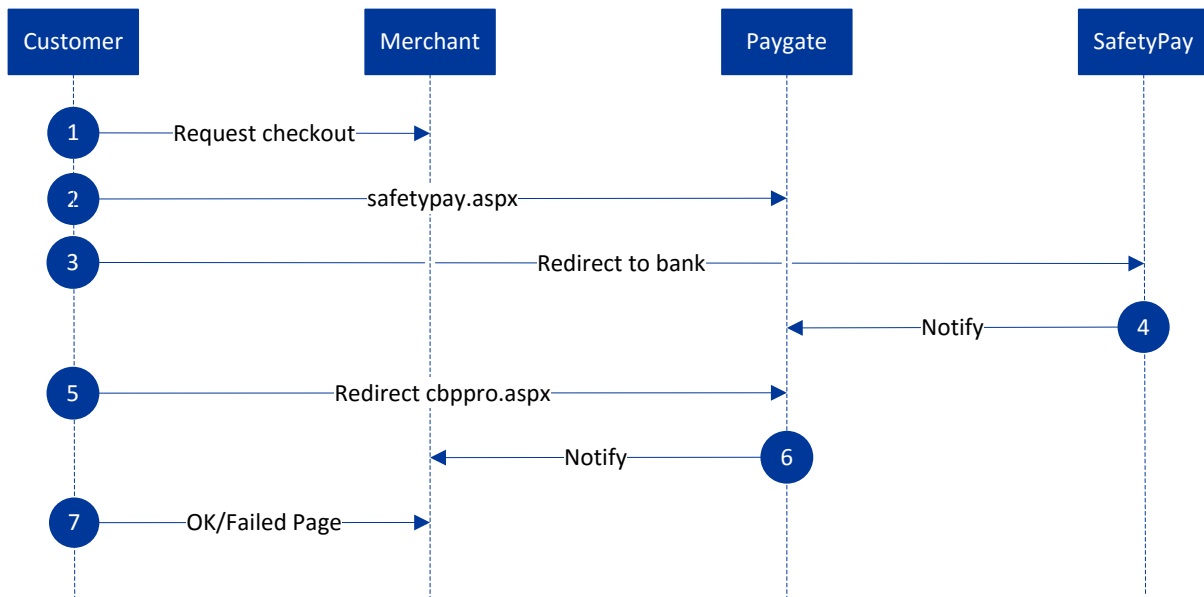 Customer
Merchant
Paygate
SafetyPay
1
Request checkout
2
safetypay.aspx
3
Redirect to bank
Notify
4
5
Redirect cbppro.aspx
Notify
6
7
OK/Failed Page